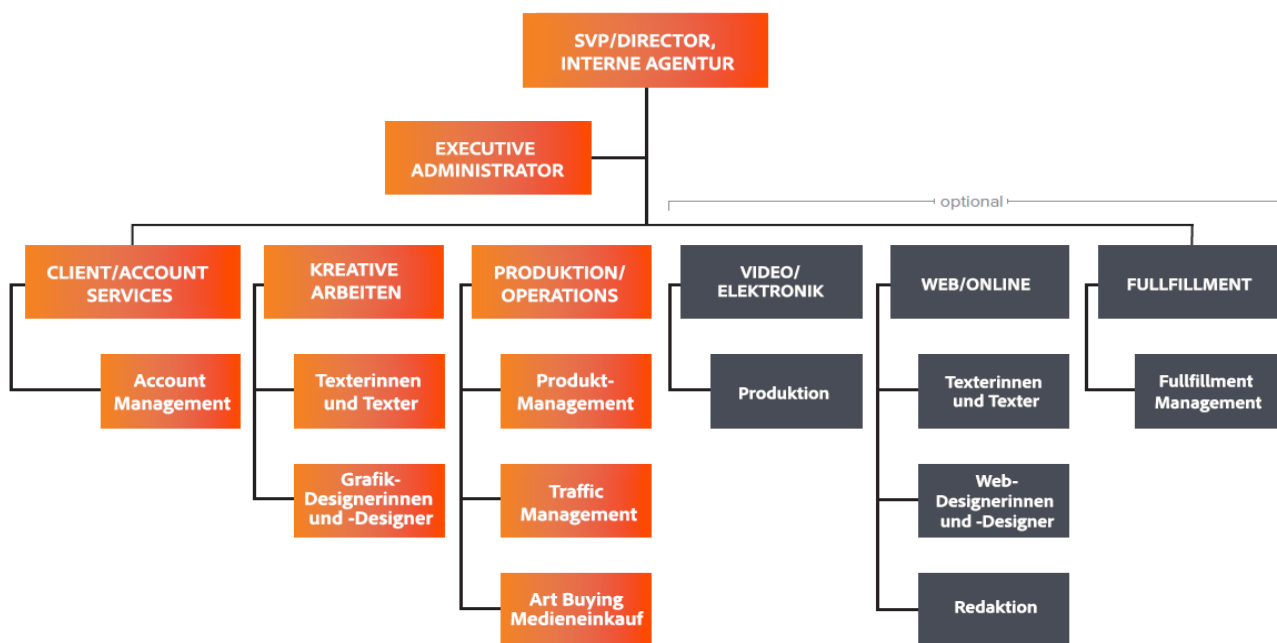 SVP/DIRECTOR,
INTERNE AGENTUR
EXECUTIVE
ADMINISTRATOR
optional
CLIENT/ACCOUNT
SERVICES
KREATIVE
ARBEITEN
PRODUKTION/
OPERATIONS
VIDEO/
ELEKTRONIK
WEB/ONLINE
FULLFILLMENT
Account
Management
Texterinnen
und Texter
Produkt-
Management
Produktion
Texterinnen
und Texter
Fullfillment
Management
Grafik-
Designerinnen
und -Designer
Traffic
Management
Web-
Designerinnen
und -Designer
Art Buying
Medieneinkauf
Redaktion